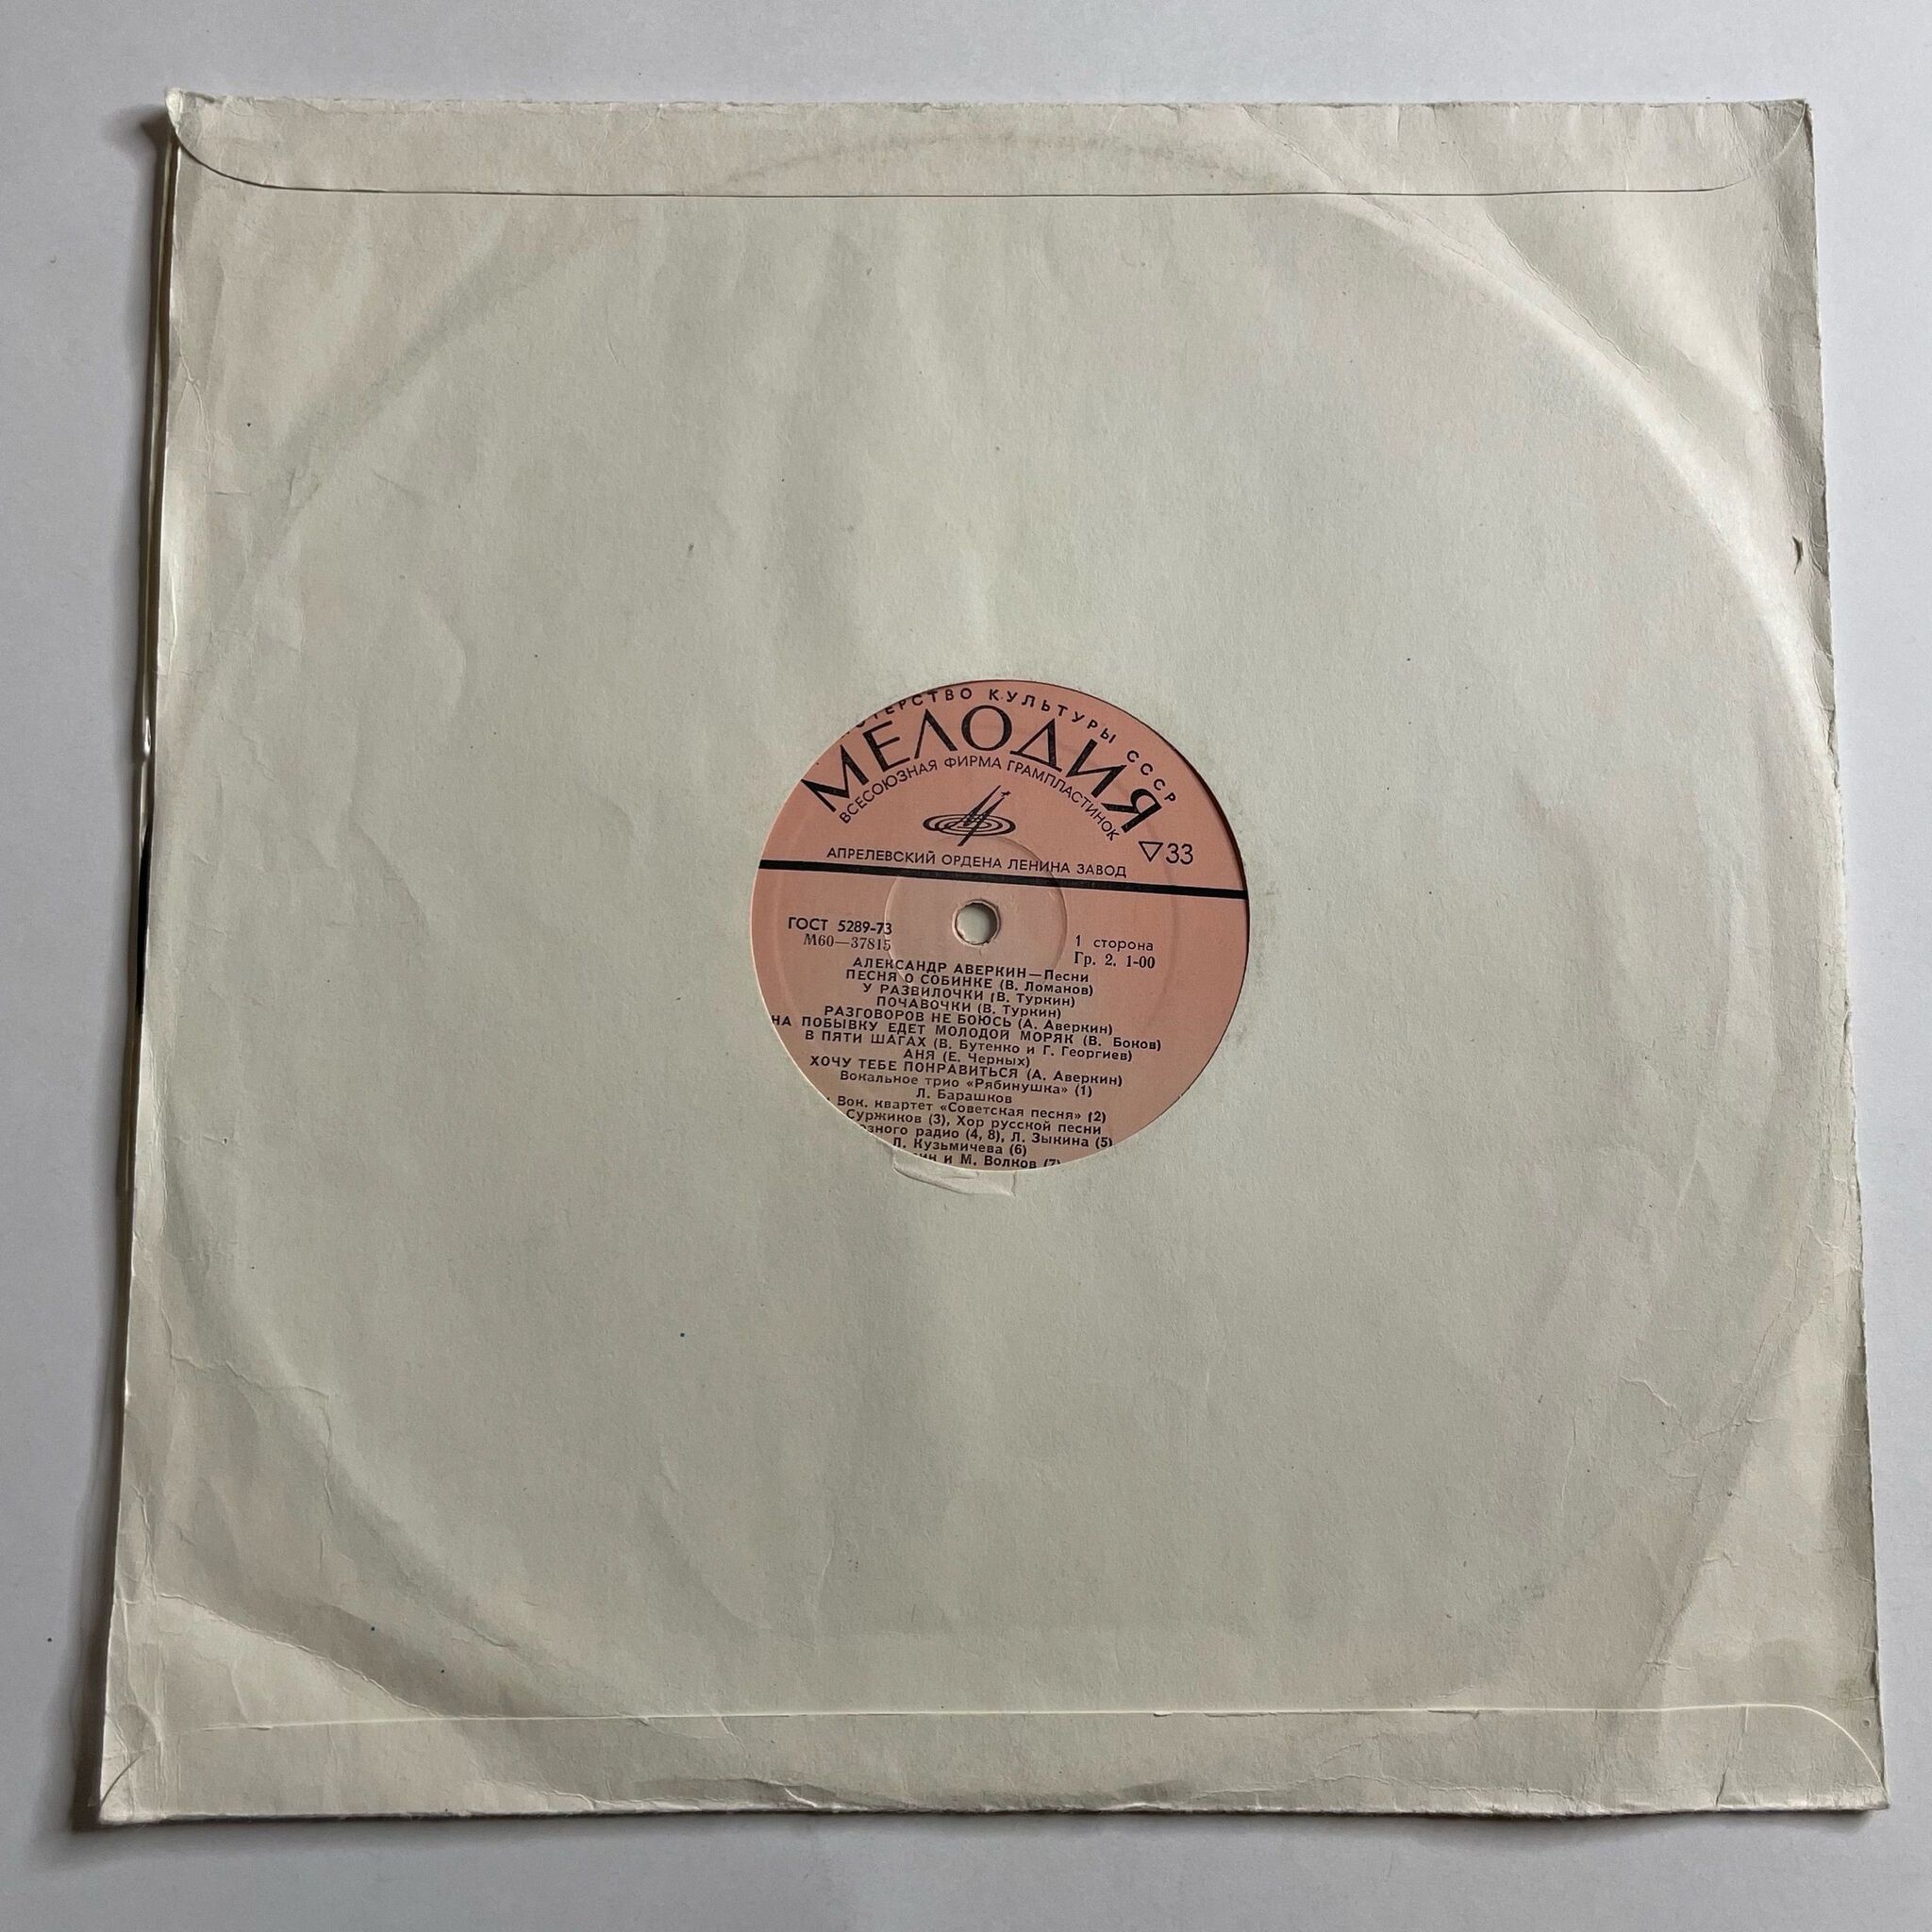 КУЛЬТУРЫ СССР
МЕЛОДИЯ
ВСЕСОЮЗНАЯ ФИРМА ГРАМПЛАСТИНОК
▽33
АПРЕЛЕВСКИЙ ОРДЕНА ЛЕНИНА ЗАВОД
ГОСТ 5289-73
М60—37815
1 сторона
Гр. 2. 1-00
АЛЕКСАНДР АВЕРКИН—Песни
ПЕСНЯ О СОБИНКЕ (В. Ломанов)
У РАЗВИЛОЧКИ (В. Туркин)
ПОЧАВОЧКИ (В. Туркин)
РАЗГОВОРОВ НЕ БОЮСЬ (А. Аверкин)
НА ПОБЫВКУ ЕДЕТ МОЛОДОЙ МОРЯК (В. Боков)
В ПЯТИ ШАГАХ (В. Бутенко и Г. Георгиев)
АНЯ (Е. Черных)
ХОЧУ ТЕБЕ ПОНРАВИТЬСЯ (А. Аверкин)
Вокальное трио «Рябинушка» (1)
Л. Барашков
Вок. квартет «Советская песня» (2)
Суржиков (3), Хор русской песни
радио (4, 8), Л. Зыкина (5)
Л. Кузьмичева (6)
и М. Волков (7)